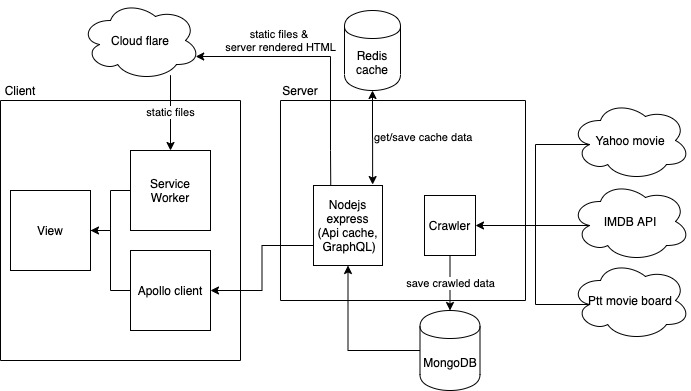 Cloud flare
static files &
server rendered HTML
Redis
cache
Client
Server
static files
get/save cache data
Yahoo movie
Service
Worker
View
Nodejs
express
(Api cache,
GraphQL)
Crawler
IMDB API
Apollo client
save crawled data
Ptt movie board
MongoDB